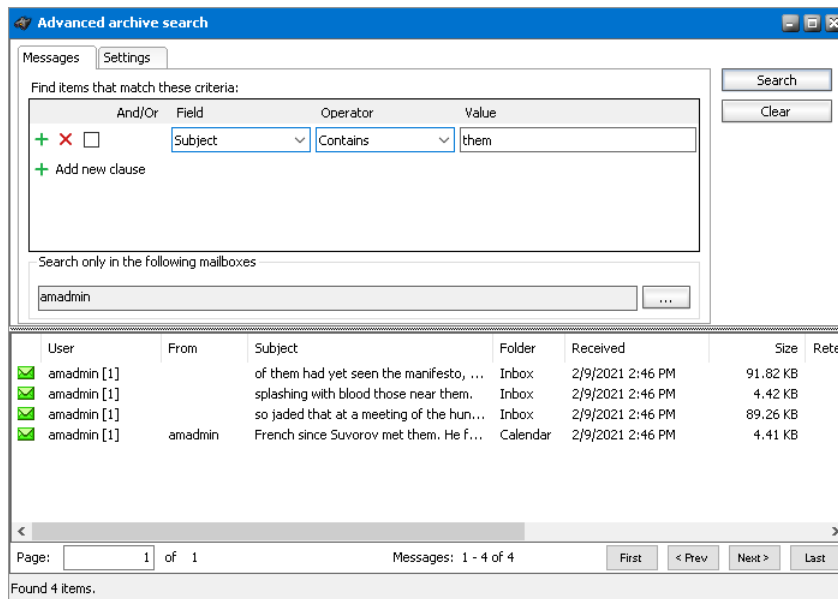 Advanced archive search
Messages Settings
Find items that match these criteria:
Search
Clear
And/Or Field Operator Value
Subject Contains them
Add new clause
Search only in the following mailboxes
amadmin ...
User From Subject Folder Received Size Rete
amadmin [1] of them had yet seen the manifesto, ... Inbox 2/9/2021 2:46 PM 91.82 KB
amadmin [1] splashing with blood those near them. Inbox 2/9/2021 2:46 PM 4.42 KB
amadmin [1] so jaded that at a meeting of the hun... Inbox 2/9/2021 2:46 PM 89.26 KB
amadmin [1] amadmin French since Suvorov met them. He f... Calendar 2/9/2021 2:46 PM 4.41 KB
Page: 1 of 1 Messages: 1 - 4 of 4 First < Prev Next > Last
Found 4 items.